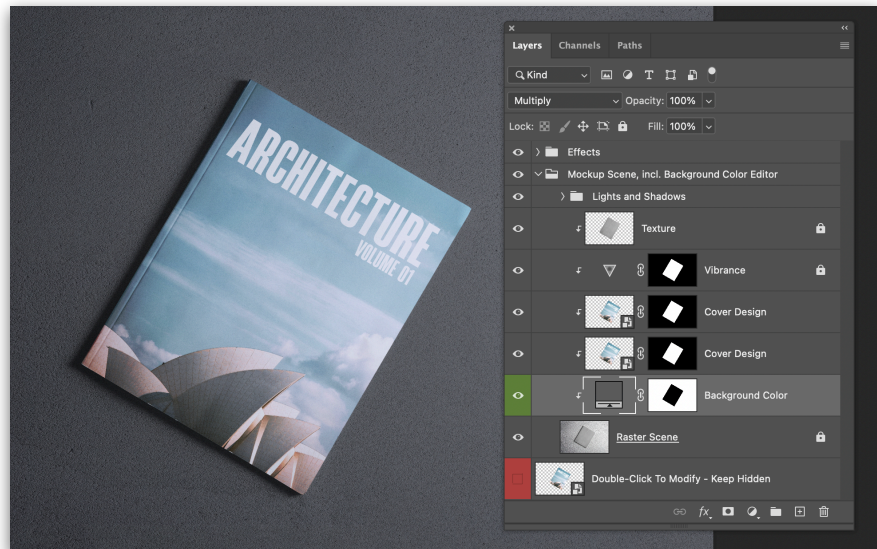 ARCHITECTURE
VOLUME 01
Layers Channels Paths
Kind
Multiply Opacity: 100%
Lock: Fill: 100%
Effects
Mockup Scene, incl. Background Color Editor
Lights and Shadows
Texture
Vibrance
Cover Design
Cover Design
Background Color
Raster Scene
Double-Click To Modify - Keep Hidden
fx